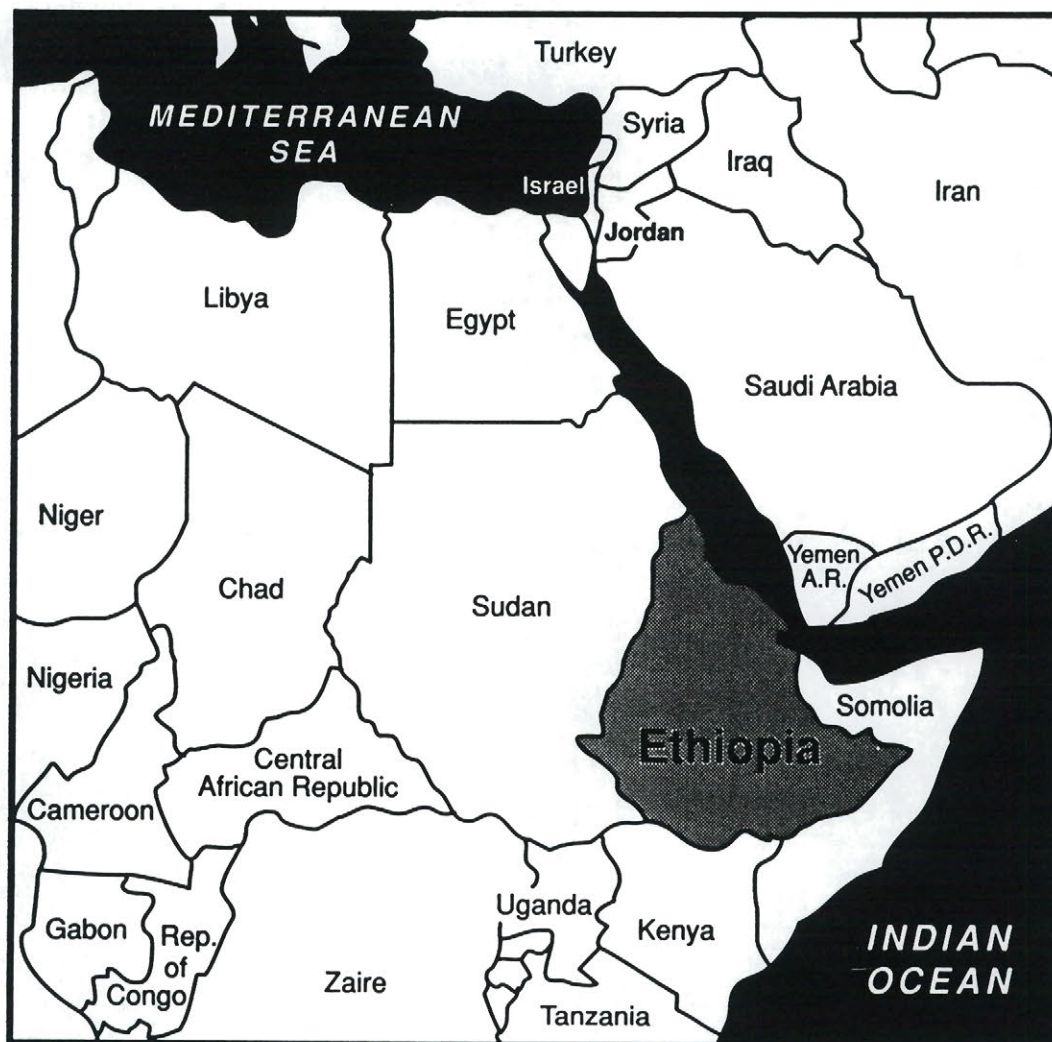 Turkey
MEDITERRANEAN
SEA
Syria
Iraq
Iran
Israel
Jordan
Libya
Egypt
Saudi Arabia
Niger
Chad
Sudan
Yemen
A.R.
Yemen P.D.R.
Nigeria
Somolia
Ethiopia
Central
African Republic
Cameroon
Uganda
Kenya
Gabon
Rep.
of
Congo
Zaire
Tanzania
INDIAN
OCEAN